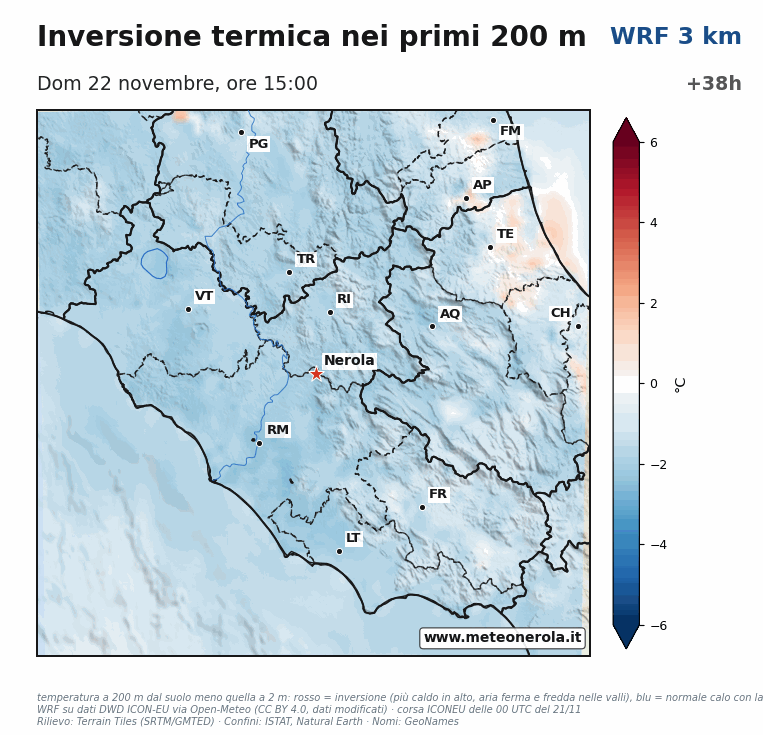 Inversione termica nei primi 200 m WRF 3 km
Dom 22 novembre, ore 15:00 +38h
FM
PG
AP
TE
TR
VT
RI
AQ
CH
Nerola
RM
FR
LT
6
4
2
0
−2
−4
−6
°C
www.meteonerola.it
temperatura a 200 m dal suolo meno quella a 2 m: rosso = inversione (più caldo in alto, aria ferma e fredda nelle valli), blu = normale calo con la
WRF su dati DWD ICON-EU via Open-Meteo (CC BY 4.0, dati modificati) · corsa ICONEU delle 00 UTC del 21/11
Rilievo: Terrain Tiles (SRTM/GMTED) · Confini: ISTAT, Natural Earth · Nomi: GeoNames